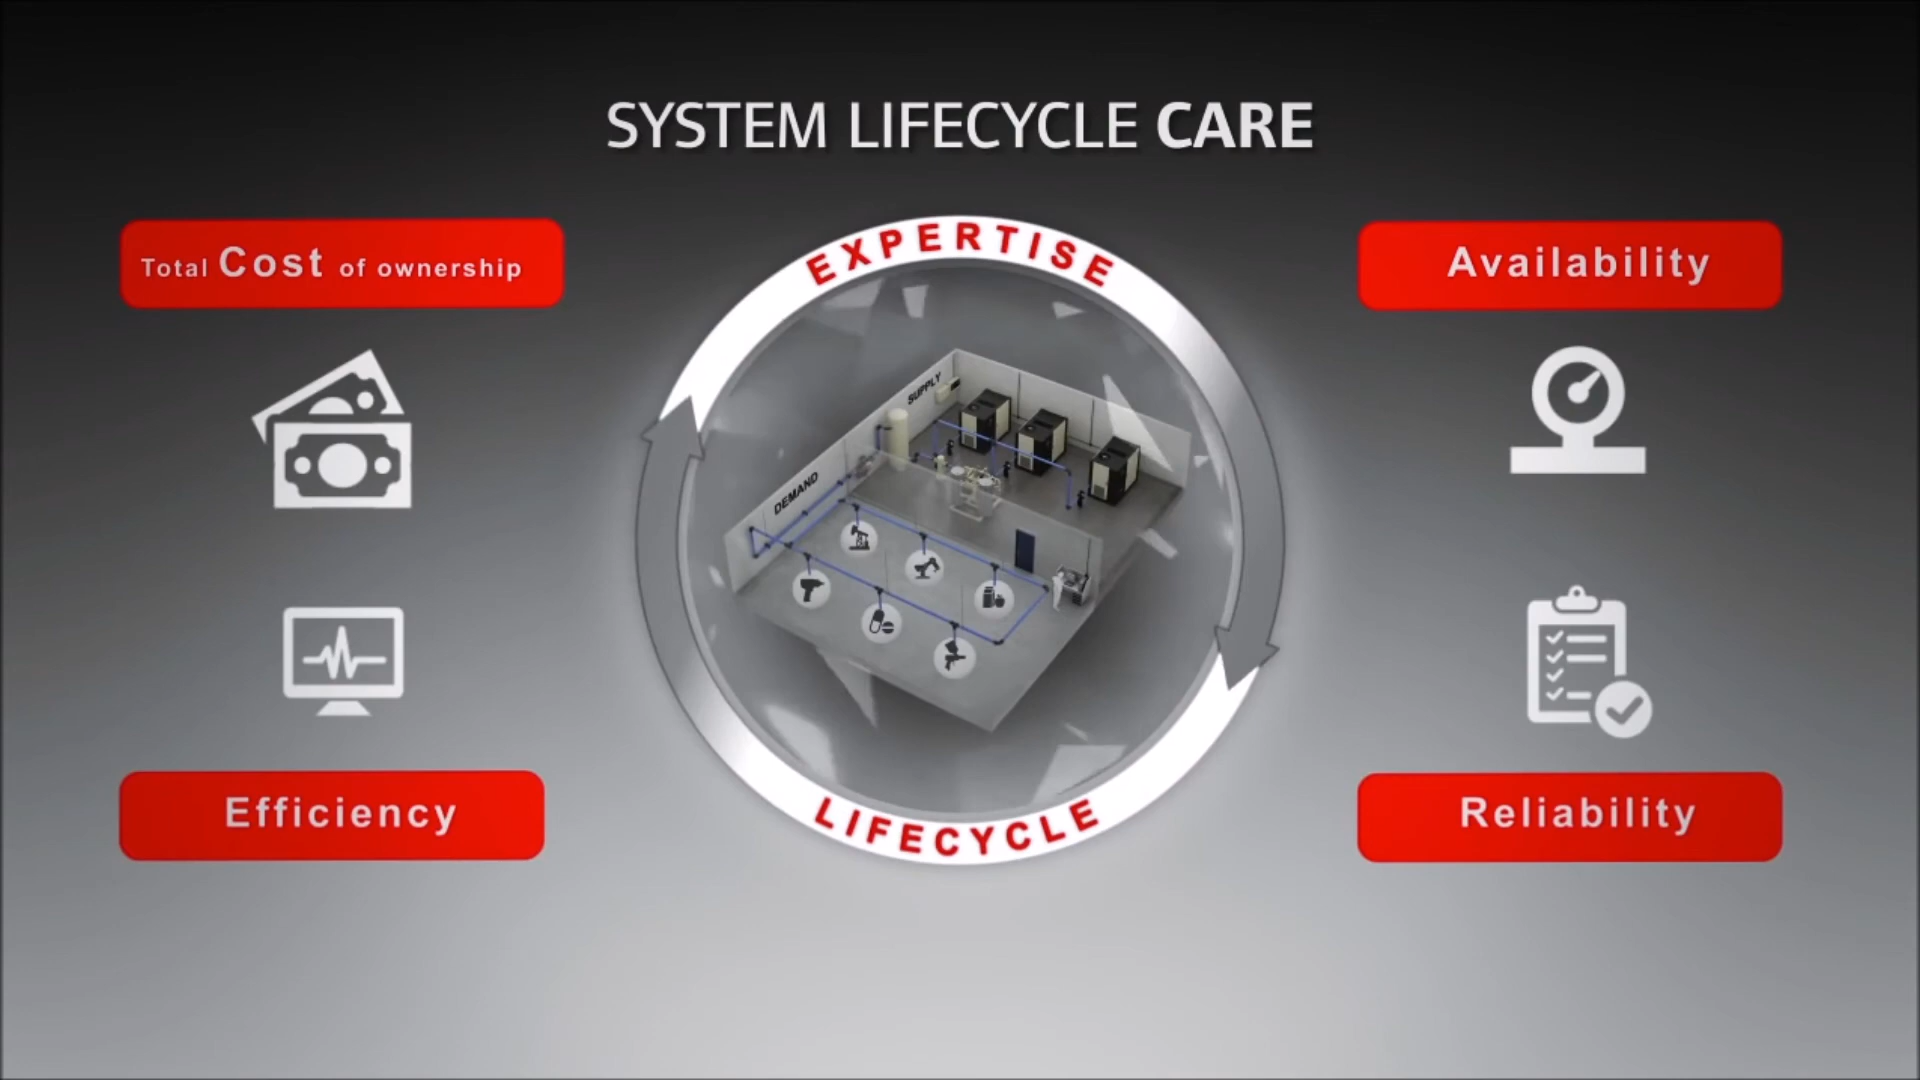 SYSTEM LIFECYCLE CARE
Total Cost of ownership
EXPERTISE
Availability
SUPPLY
DEMAND
Efficiency
LIFECYCLE
Reliability